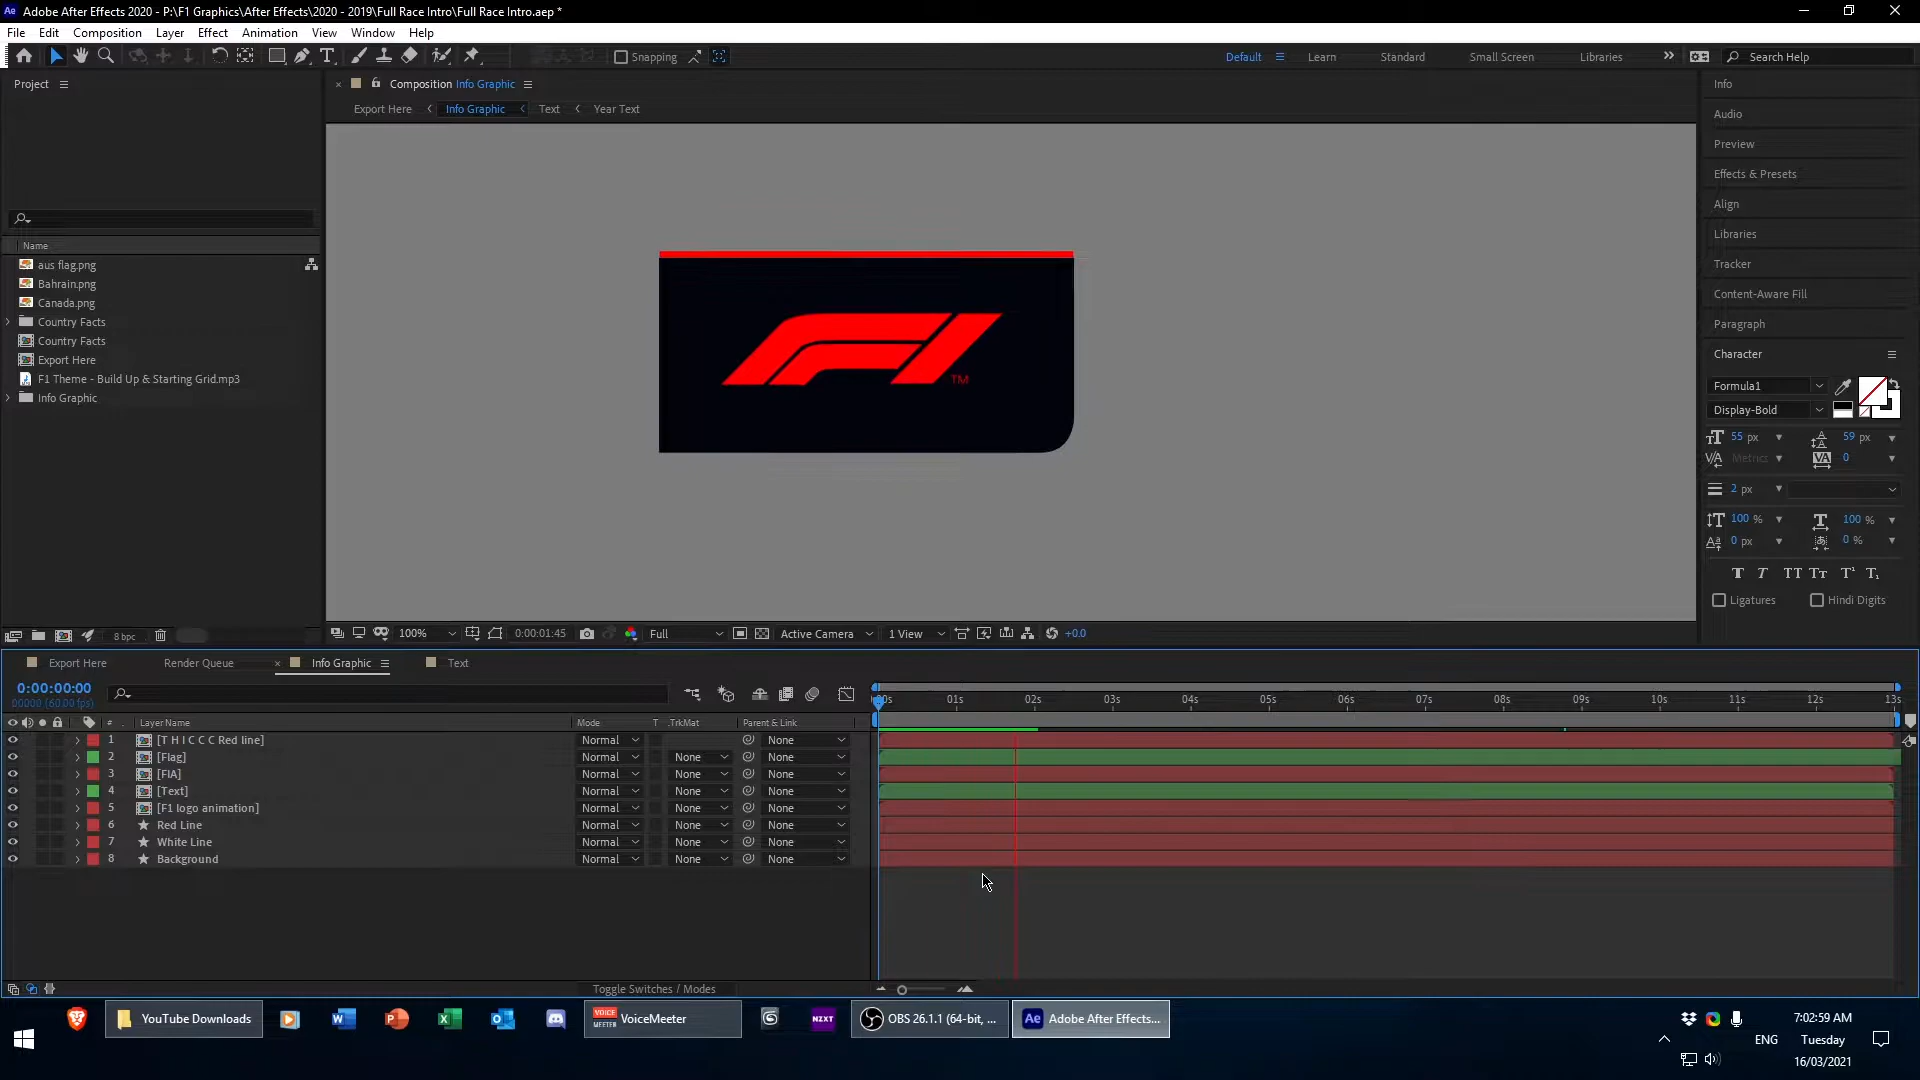 Adobe After Effects 2020 - P:\F1 Graphics\After Effects\2020 - 2019\Full Race Intro\Full Race Intro.aep *
File Edit Composition Layer Effect Animation View Window Help
Snapping Default Learn Standard Small Screen Libraries Search Help
Project
Composition Info Graphic
Export Here Info Graphic Text Year Text
Name
aus flag.png
Bahrain.png
Canada.png
Country Facts
Country Facts
Export Here
F1 Theme - Build Up & Starting Grid.mp3
Info Graphic
TM
Info
Audio
Preview
Effects & Presets
Align
Libraries
Tracker
Content-Aware Fill
Paragraph
Character
Formula1
Display-Bold
55 px 59 px
Metrics 0
2 px
100 % 100 %
0 px 0 %
Ligatures Hindi Digits
8 bpc
100% 0:00:01:45 Full Active Camera 1 View +0.0
Export Here Render Queue Info Graphic Text
0:00:00:00
00000 (60.00 fps)
01s 02s 03s 04s 05s 06s 07s 08s 09s 10s 11s 12s 13s
# Layer Name Mode T .TrkMat Parent & Link
1 [T H I C C C Red line] Normal None
2 [Flag] Normal None None
3 [FIA] Normal None None
4 [Text] Normal None None
5 [F1 logo animation] Normal None None
6 Red Line Normal None None
7 White Line Normal None None
8 Background Normal None None
Toggle Switches / Modes
YouTube Downloads VOICE MEETER VoiceMeeter NZXT OBS 26.1.1 (64-bit, ... Ae Adobe After Effects...
7:02:59 AM
ENG Tuesday
16/03/2021